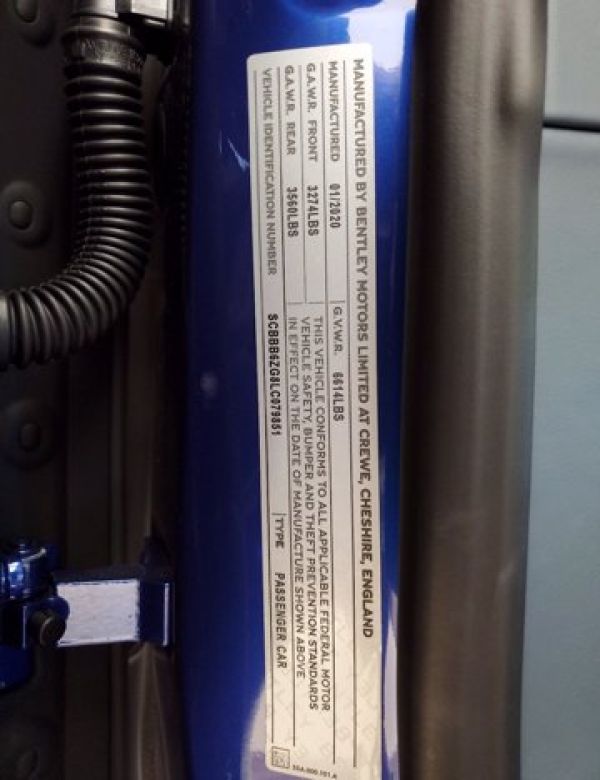 MANUFACTURED BY BENTLEY MOTORS LIMITED AT CREWE, CHESHIRE, ENGLAND
MANUFACTURED 01/2020 G.V.W.R. 6614LBS
G.A.W.R. FRONT 3274LBS
G.A.W.R. REAR 3560LBS
THIS VEHICLE CONFORMS TO ALL APPLICABLE FEDERAL MOTOR
VEHICLE SAFETY, BUMPER AND THEFT PREVENTION STANDARDS
IN EFFECT ON THE DATE OF MANUFACTURE SHOWN ABOVE
VEHICLE IDENTIFICATION NUMBER SCBBB6ZG8LC079851 TYPE PASSENGER CAR